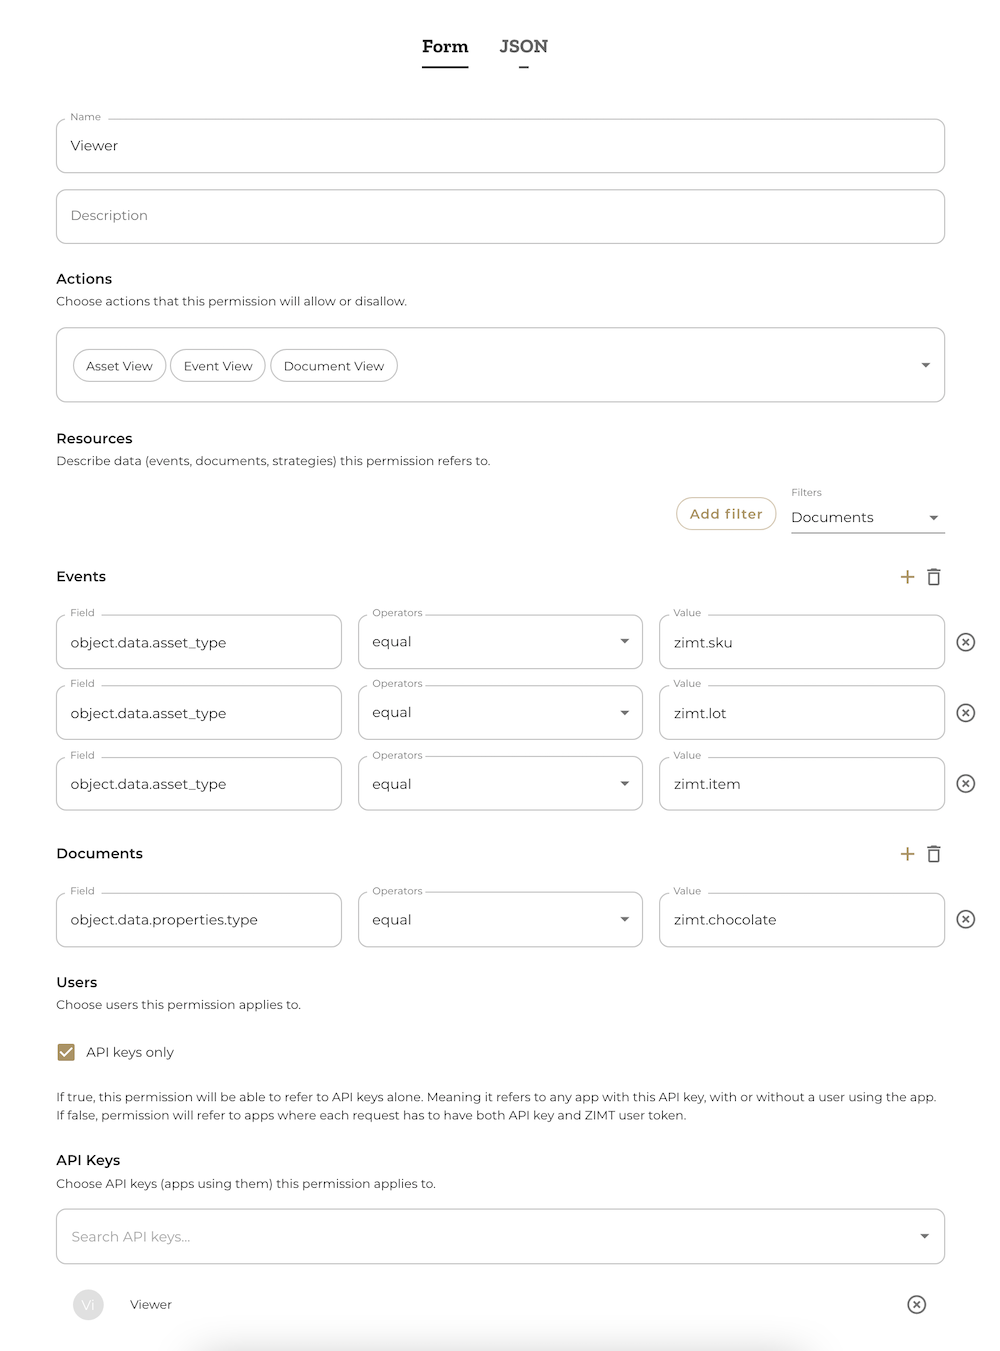 Form JSON
Name
Viewer
Description
Actions
Choose actions that this permission will allow or disallow.
Asset View Event View Document View
Resources
Describe data (events, documents, strategies) this permission refers to.
Filters
Add filter Documents
Events
Field Operators Value
object.data.asset_type equal zimt.sku
Field Operators Value
object.data.asset_type equal zimt.lot
Field Operators Value
object.data.asset_type equal zimt.item
Documents
Field Operators Value
object.data.properties.type equal zimt.chocolate
Users
Choose users this permission applies to.
API keys only
If true, this permission will be able to refer to API keys alone. Meaning it refers to any app with this API key, with or without a user using the app.
If false, permission will refer to apps where each request has to have both API key and ZIMT user token.
API Keys
Choose API keys (apps using them) this permission applies to.
Search API keys...
Vi Viewer